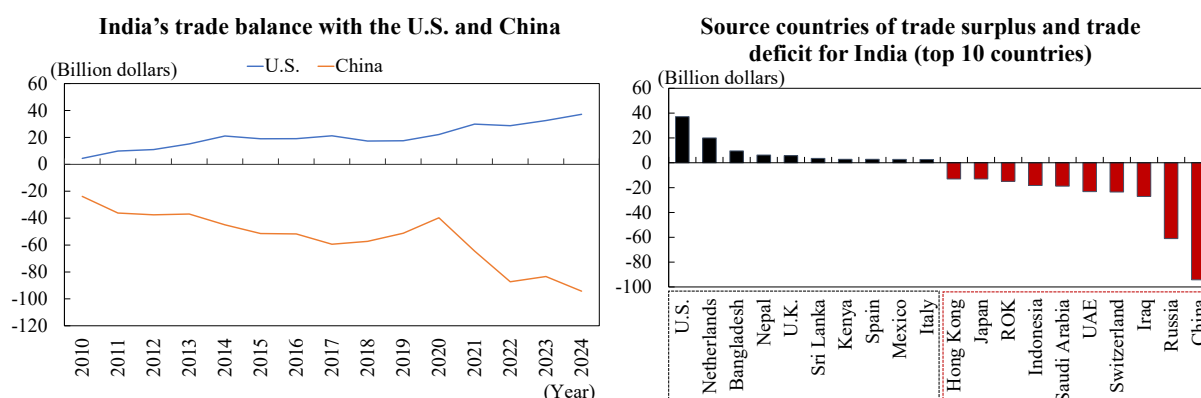 India's trade balance with the U.S. and China
(Billion dollars)
U.S.
China
60
40
20
0
-20
-40
-60
-80
-100
-120
2010
2011
2012
2013
2014
2015
2016
2017
2018
2019
2020
2021
2022
2023
2024
(Year)
Source countries of trade surplus and trade
deficit for India (top 10 countries)
(Billion dollars)
60
40
20
0
-20
-40
-60
-80
-100
U.S.
Netherlands
Bangladesh
Nepal
U.K.
Sri Lanka
Kenya
Spain
Mexico
Italy
Hong Kong
Japan
ROK
Indonesia
Saudi Arabia
UAE
Switzerland
Iraq
Russia
China